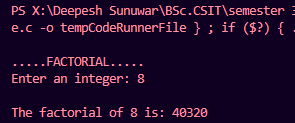 PS X:\Deepesh Sunuwar\BSc.CSIT\semester 3
e.c -o tempCodeRunnerFile } ; if ($?) { .
.....FACTORIAL.....
Enter an integer: 8
The factorial of 8 is: 40320